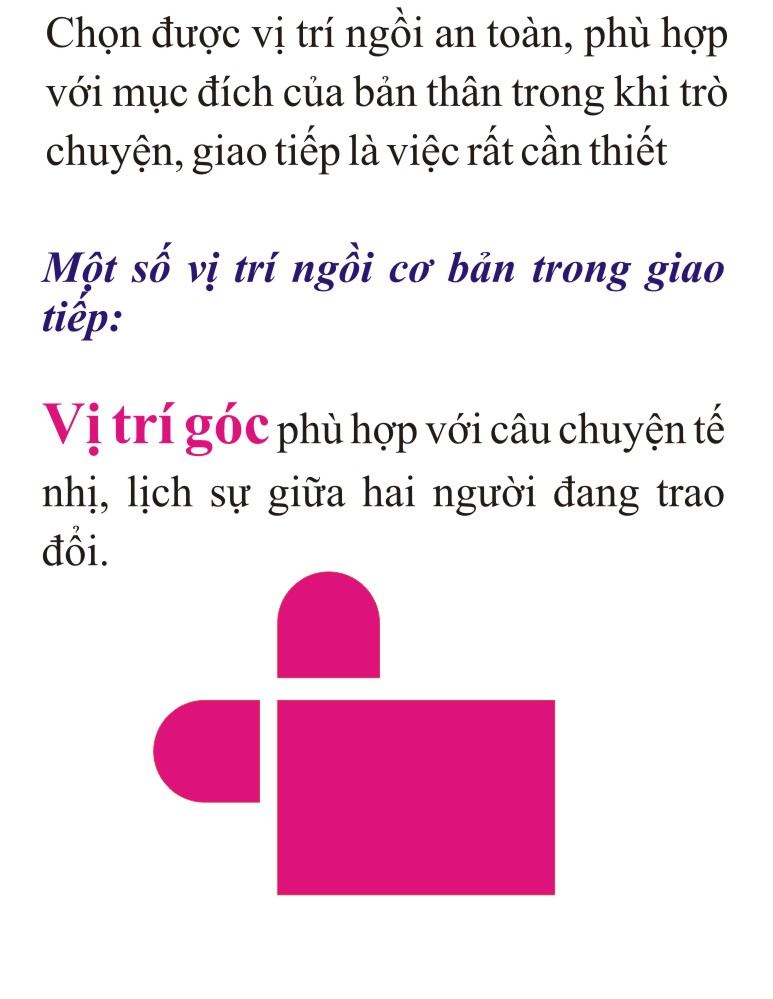 Chọn được vị trí ngồi an toàn, phù hợp
với mục đích của bản thân trong khi trò
chuyện, giao tiếp là việc rất cần thiết
Một số vị trí ngồi cơ bản trong giao
tiếp:
Vị trí góc phù hợp với câu chuyện tế
nhị, lịch sự giữa hai người đang trao
đổi.